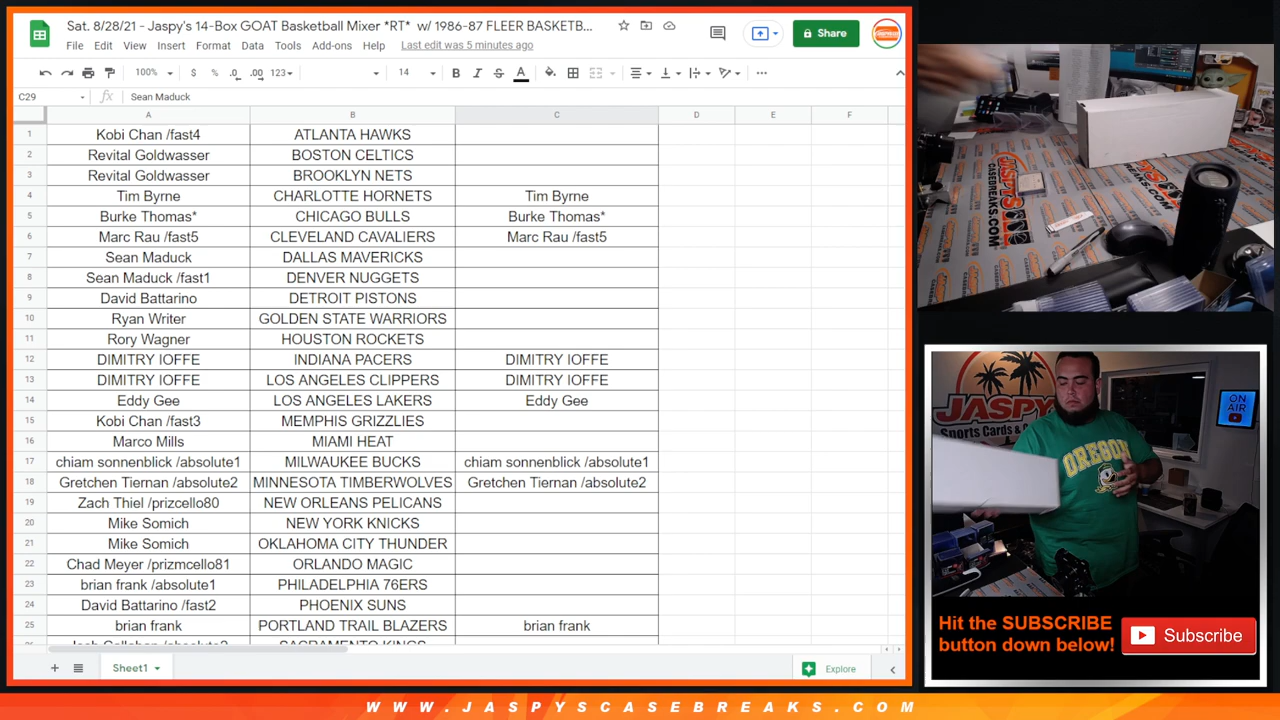 Sat. 8/28/21 - Jaspy's 14-Box GOAT Basketball Mixer *RT* w/ 1986-87 FLEER BASKETB...
File Edit View Insert Format Data Tools Add-ons Help Last edit was 5 minutes ago
Share
100% $ % .0 .00 123 14 B I S A
C29 fx Sean Maduck
A B C D E F
1 Kobi Chan /fast4 ATLANTA HAWKS
2 Revital Goldwasser BOSTON CELTICS
3 Revital Goldwasser BROOKLYN NETS
4 Tim Byrne CHARLOTTE HORNETS Tim Byrne
5 Burke Thomas* CHICAGO BULLS Burke Thomas*
6 Marc Rau /fast5 CLEVELAND CAVALIERS Marc Rau /fast5
7 Sean Maduck DALLAS MAVERICKS
8 Sean Maduck /fast1 DENVER NUGGETS
9 David Battarino DETROIT PISTONS
10 Ryan Writer GOLDEN STATE WARRIORS
11 Rory Wagner HOUSTON ROCKETS
12 DIMITRY IOFFE INDIANA PACERS DIMITRY IOFFE
13 DIMITRY IOFFE LOS ANGELES CLIPPERS DIMITRY IOFFE
14 Eddy Gee LOS ANGELES LAKERS Eddy Gee
15 Kobi Chan /fast3 MEMPHIS GRIZZLIES
16 Marco Mills MIAMI HEAT
17 chiam sonnenblick /absolute1 MILWAUKEE BUCKS chiam sonnenblick /absolute1
18 Gretchen Tiernan /absolute2 MINNESOTA TIMBERWOLVES Gretchen Tiernan /absolute2
19 Zach Thiel /prizcello80 NEW ORLEANS PELICANS
20 Mike Somich NEW YORK KNICKS
21 Mike Somich OKLAHOMA CITY THUNDER
22 Chad Meyer /prizmcello81 ORLANDO MAGIC
23 brian frank /absolute1 PHILADELPHIA 76ERS
24 David Battarino /fast2 PHOENIX SUNS
25 brian frank PORTLAND TRAIL BLAZERS brian frank
SACRAMENTO KINGS
Sheet1 Explore
JASPY'S
CASEBREAKS.COM
JASPY
Sports Cards &
ON AIR
OREGON
Hit the SUBSCRIBE
button down below!
Subscribe
WWW.JASPYSCASEBREAKS.COM